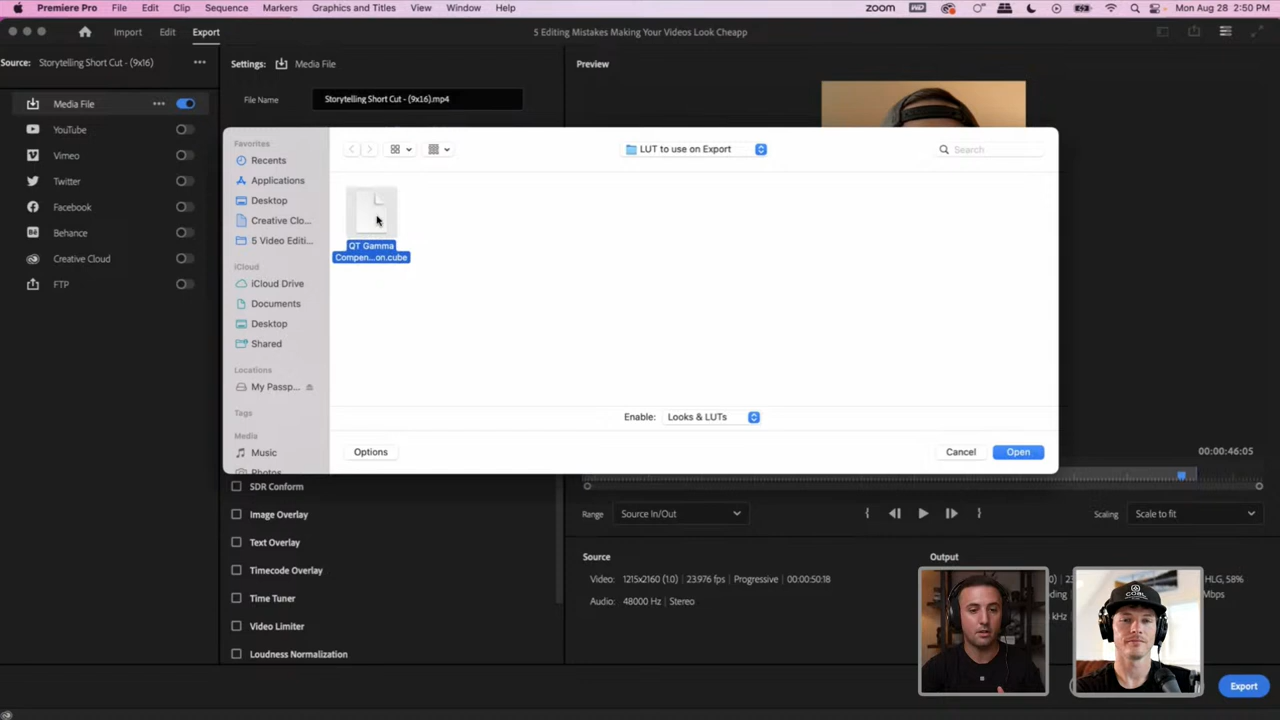 Premiere Pro File Edit Clip Sequence Markers Graphics and Titles View Window Help zoom Mon Aug 28 2:50 PM
Import Edit Export 5 Editing Mistakes Making Your Videos Look Cheapp
Source: Storytelling Short Cut - (9x16)
Settings: Media File
Preview
Media File
File Name Storytelling Short Cut - (9x16).mp4
YouTube
Vimeo
Twitter
Facebook
Behance
Creative Cloud
FTP
Favorites
Recents
Applications
Desktop
Creative Clo...
5 Video Editi...
iCloud
iCloud Drive
Documents
Desktop
Shared
Locations
My Passp...
Tags
Media
Music
Photos
LUT to use on Export
Search
QT Gamma
Compen...on.cube
Enable: Looks & LUTs
Options
Cancel Open
SDR Conform
Image Overlay
Text Overlay
Timecode Overlay
Time Tuner
Video Limiter
Loudness Normalization
00:00:46:05
Range Source In/Out
Scaling Scale to fit
Source
Video: 1215x2160 (1.0) | 23.976 fps | Progressive | 00:00:50:18
Audio: 48000 Hz | Stereo
Output
HLG, 58%
Mbps
Export